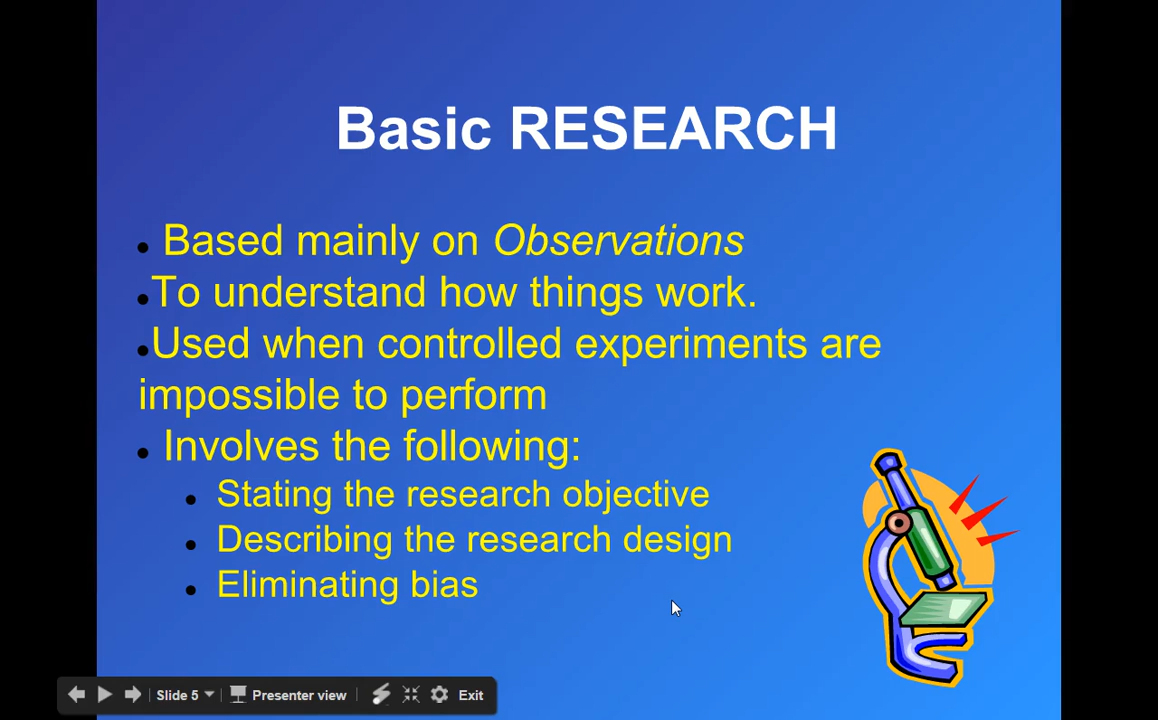 Basic RESEARCH
• Based mainly on Observations
•To understand how things work.
•Used when controlled experiments are
impossible to perform
• Involves the following:
• Stating the research objective
• Describing the research design
• Eliminating bias
Slide 5 Presenter view Exit